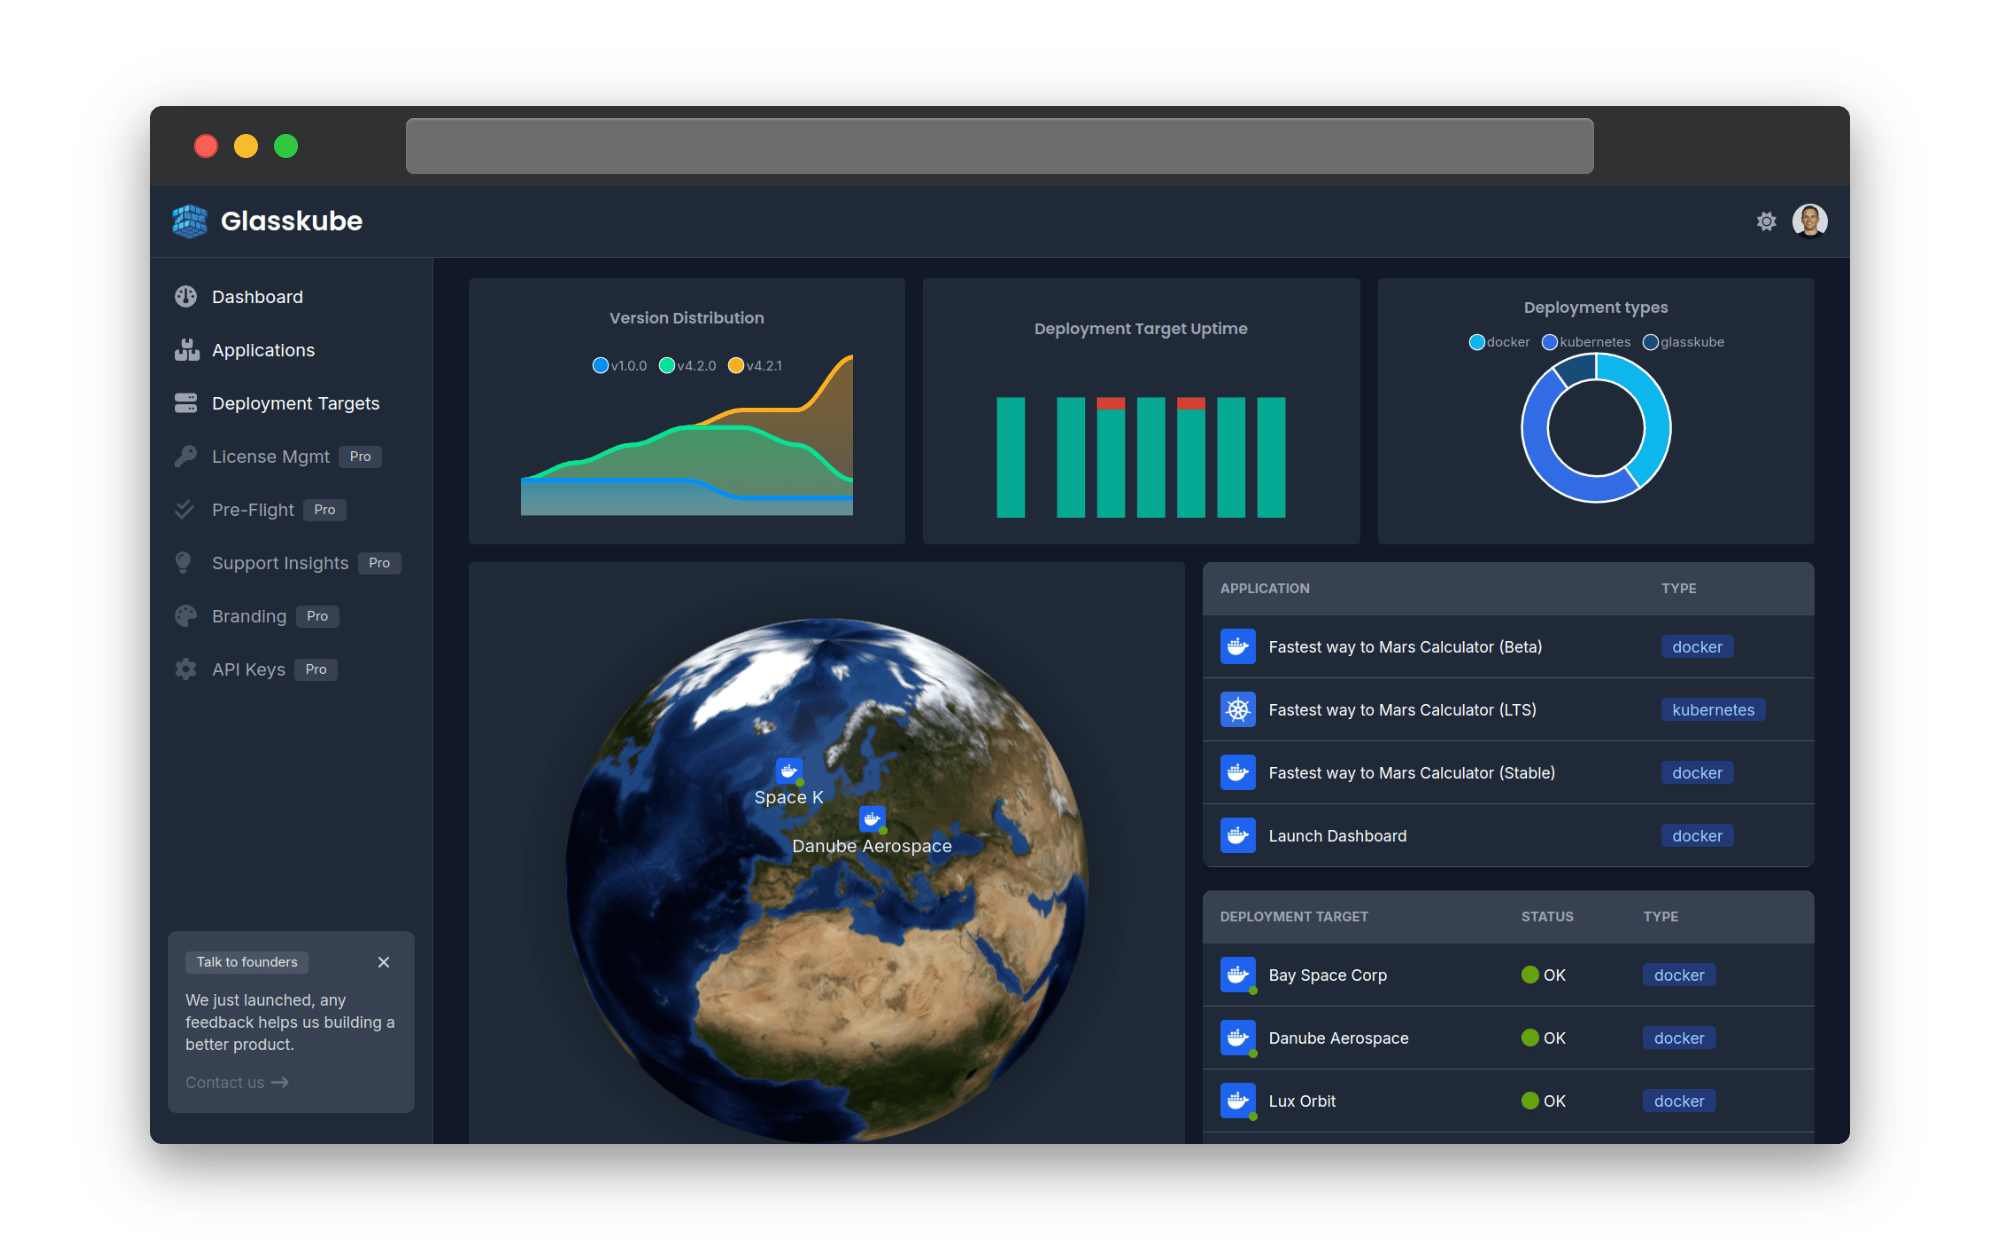 Glasskube
Dashboard
Applications
Deployment Targets
License Mgmt Pro
Pre-Flight Pro
Support Insights Pro
Branding Pro
API Keys Pro
Talk to founders
We just launched, any
feedback helps us building a
better product.
Contact us →
Version Distribution
v1.0.0 v4.2.0 v4.2.1
Deployment Target Uptime
Deployment types
docker kubernetes glasskube
Space K
Danube Aerospace
APPLICATION TYPE
Fastest way to Mars Calculator (Beta) docker
Fastest way to Mars Calculator (LTS) kubernetes
Fastest way to Mars Calculator (Stable) docker
Launch Dashboard docker
DEPLOYMENT TARGET STATUS TYPE
Bay Space Corp OK docker
Danube Aerospace OK docker
Lux Orbit OK docker